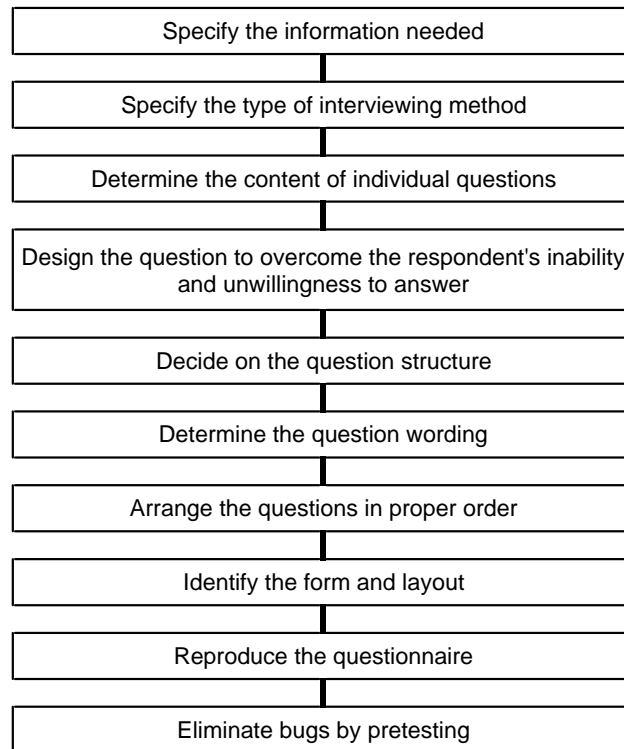 Specify the information needed
Specify the type of interviewing method
Determine the content of individual questions
Design the question to overcome the respondent's inability
and unwillingness to answer
Decide on the question structure
Determine the question wording
Arrange the questions in proper order
Identify the form and layout
Reproduce the questionnaire
Eliminate bugs by pretesting